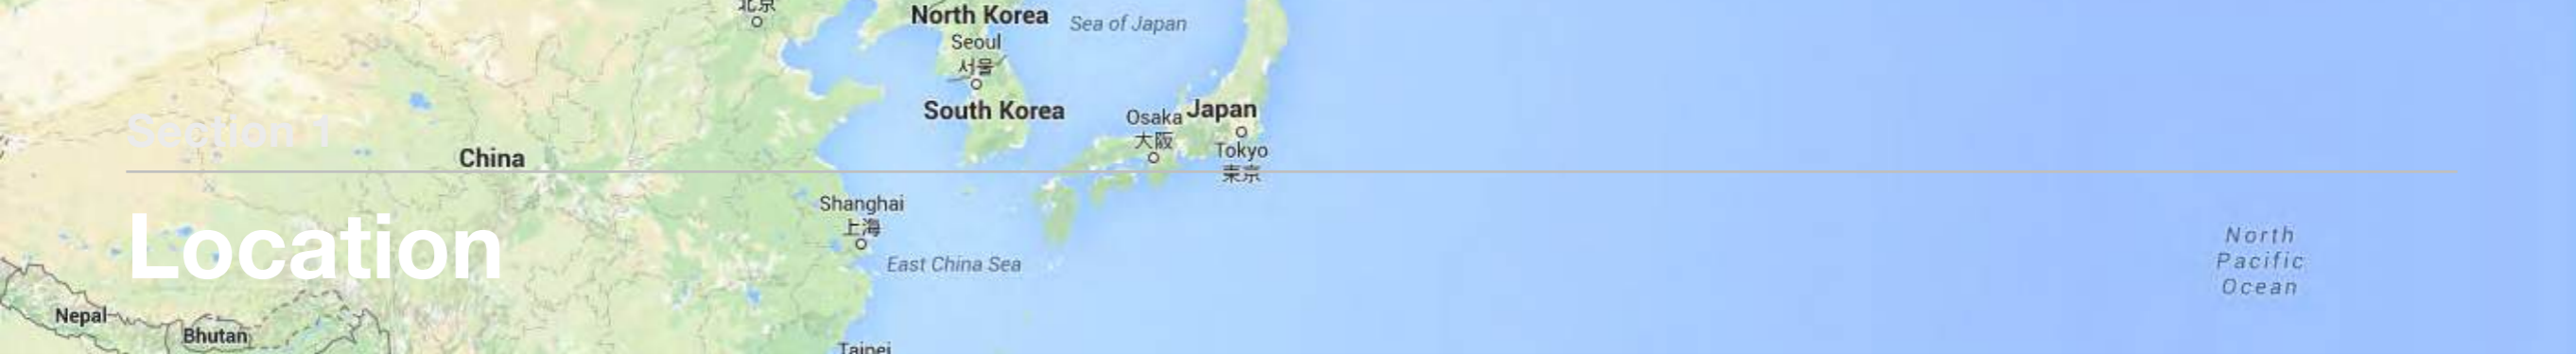 北京
North Korea
Sea of Japan
Seoul
서울
South Korea
Osaka
大阪
Japan
Tokyo
東京
Section 1
China
Shanghai
上海
Location
East China Sea
North
Pacific
Ocean
Nepal
Bhutan
Taipei